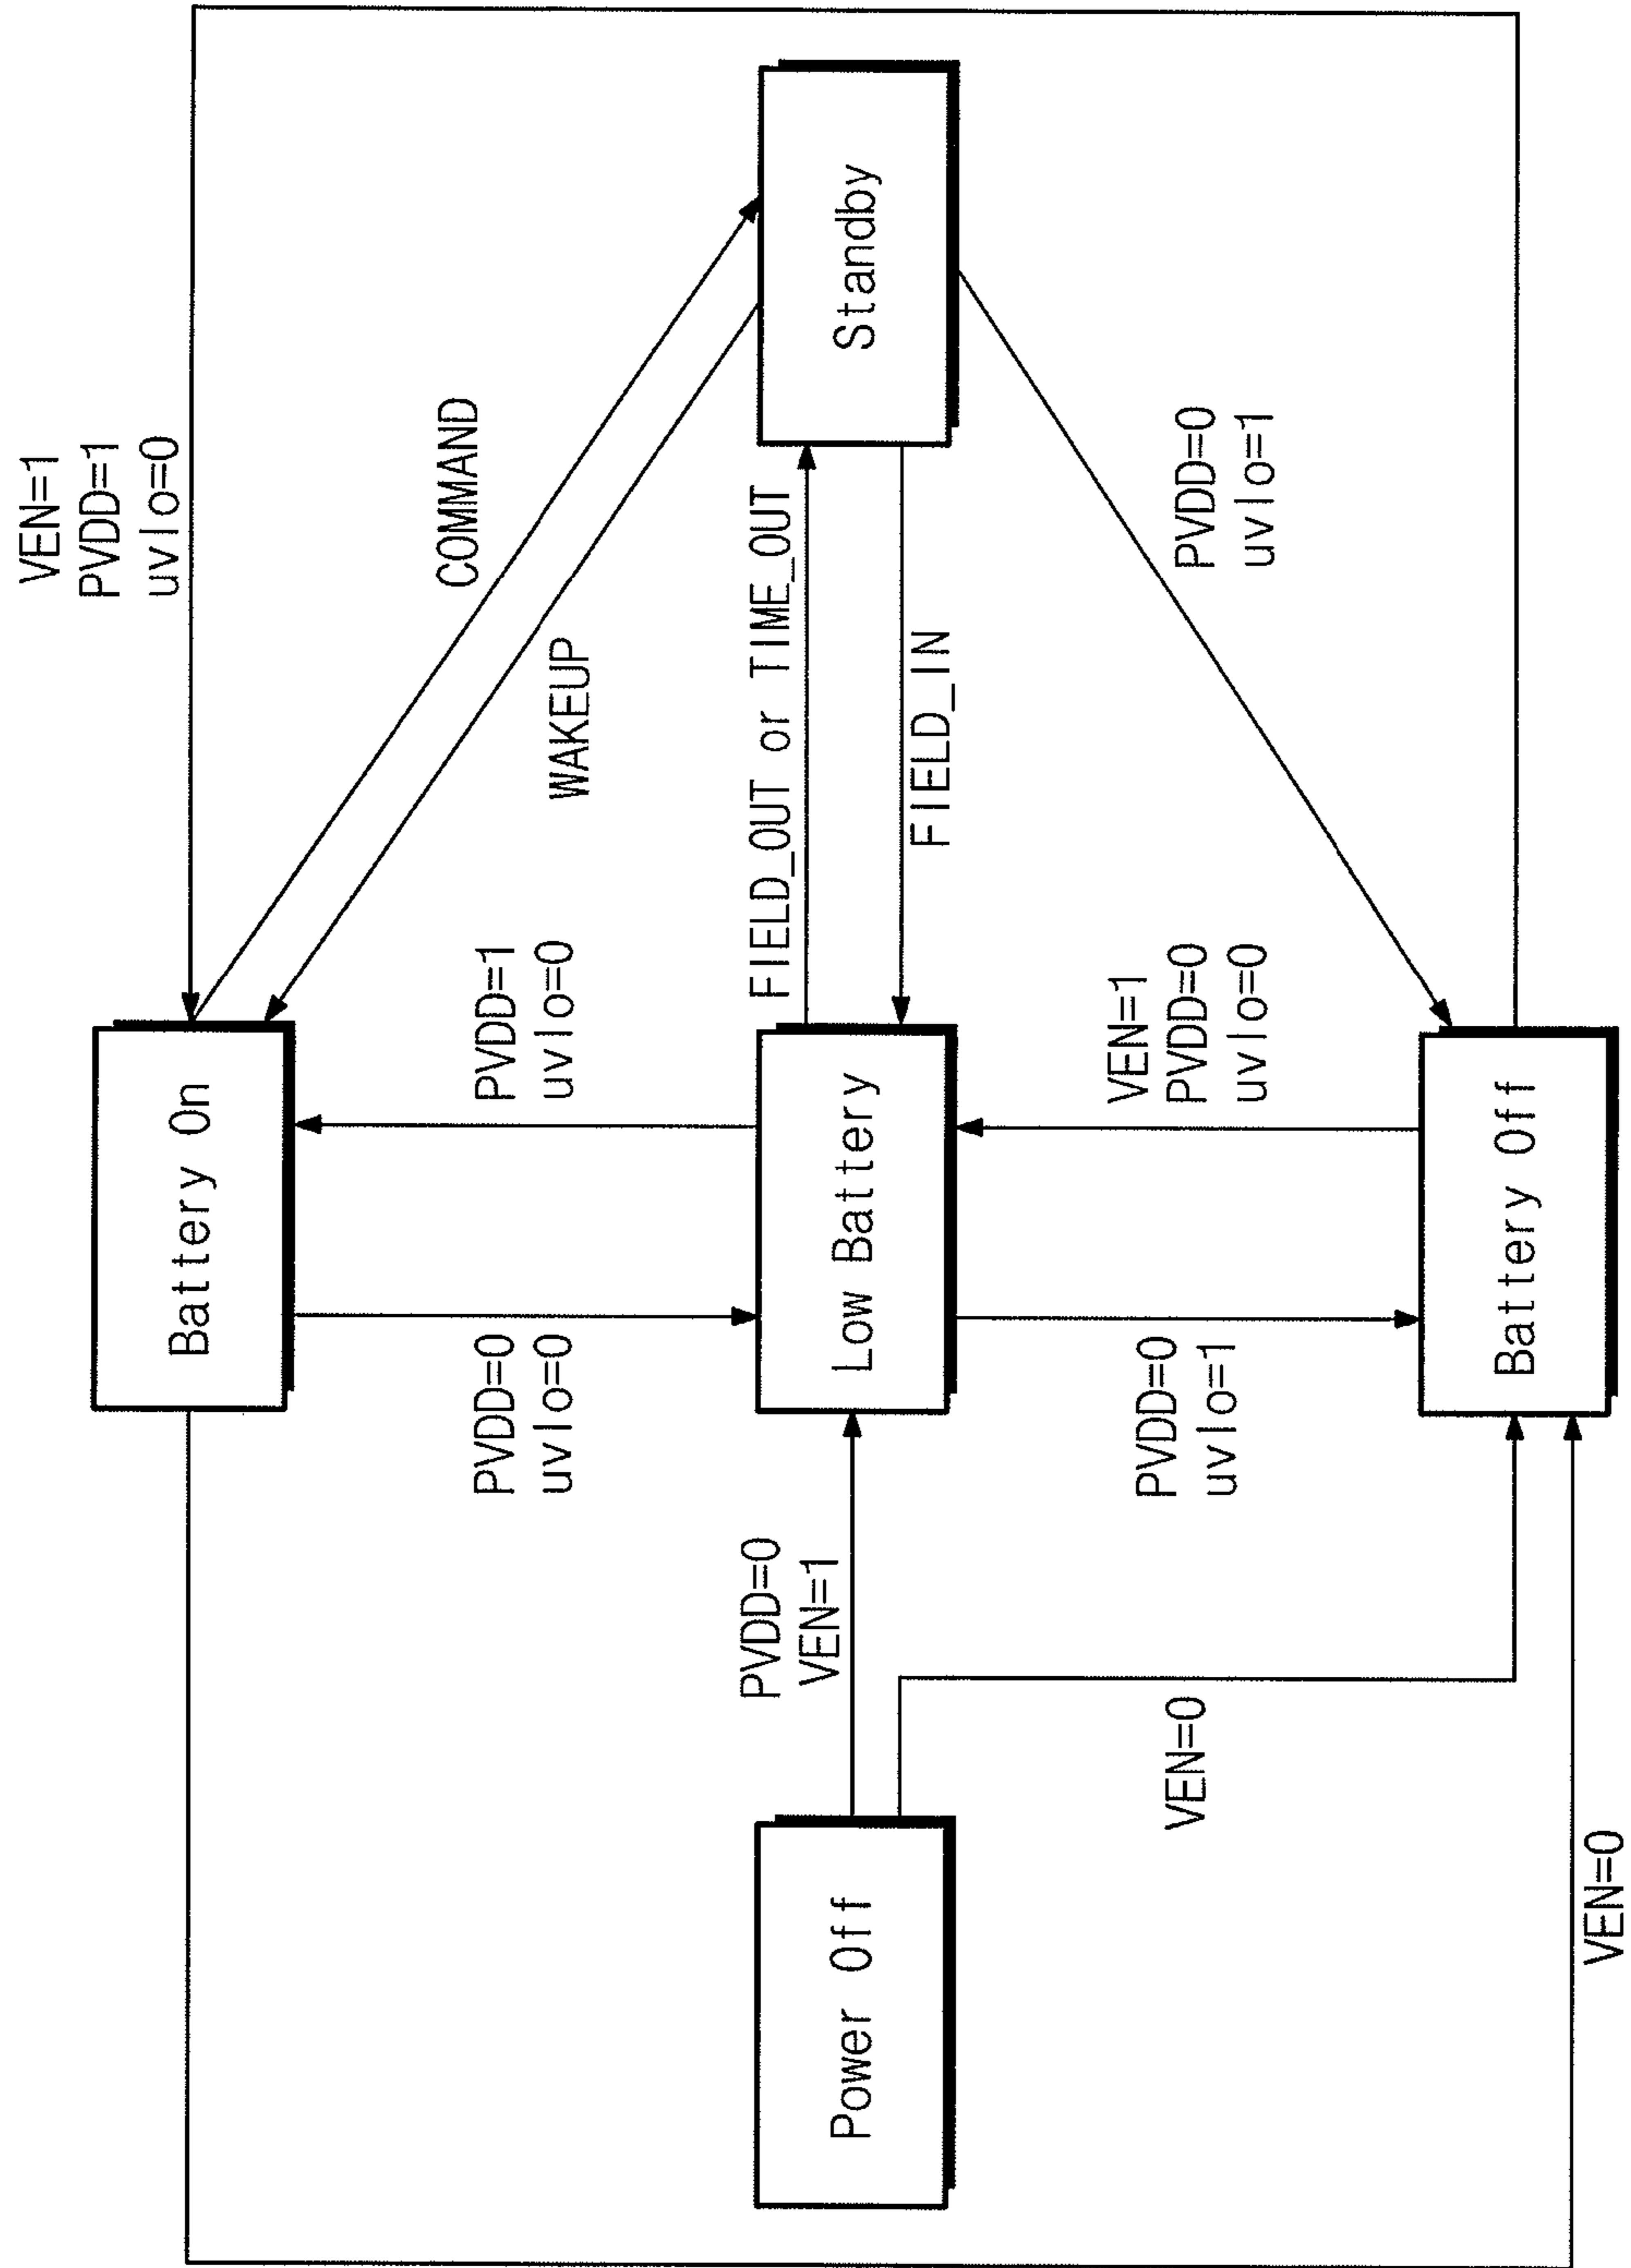 VEN=1
PVDD=1
uvlo=0
Battery On
COMMAND
WAKEUP
PVDD=0
uvlo=0
PVDD=1
uvlo=0
Power Off
PVDD=0
VEN=1
Low Battery
FIELD_OUT or TIME_OUT
FIELD_IN
Standby
VEN=0
PVDD=0
uvlo=1
VEN=1
PVDD=0
uvlo=0
PVDD=0
uvlo=1
Battery Off
VEN=0